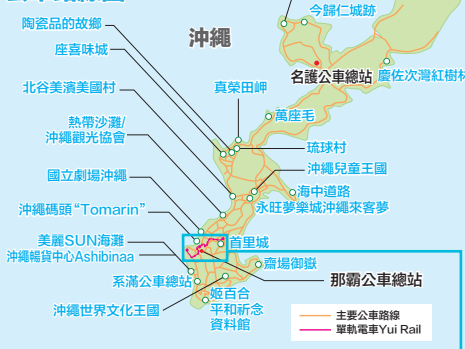 今歸仁城跡
陶瓷品的故鄉
沖繩
座喜味城
名護公車總站
慶佐次灣紅樹林
北谷美濱美國村
真榮田岬
萬座毛
熱帶沙灘/
沖繩觀光協會
琉球村
沖繩兒童王國
國立劇場沖繩
海中道路
永旺夢樂城沖繩來客夢
沖繩碼頭“Tomarin”
美麗SUN海灘
首里城
沖繩暢貨中心Ashibinaa
齋場御嶽
系滿公車總站
那霸公車總站
沖繩世界文化王國
姬百合
平和祈念
資料館
主要公車路線
單軌電車Yui Rail